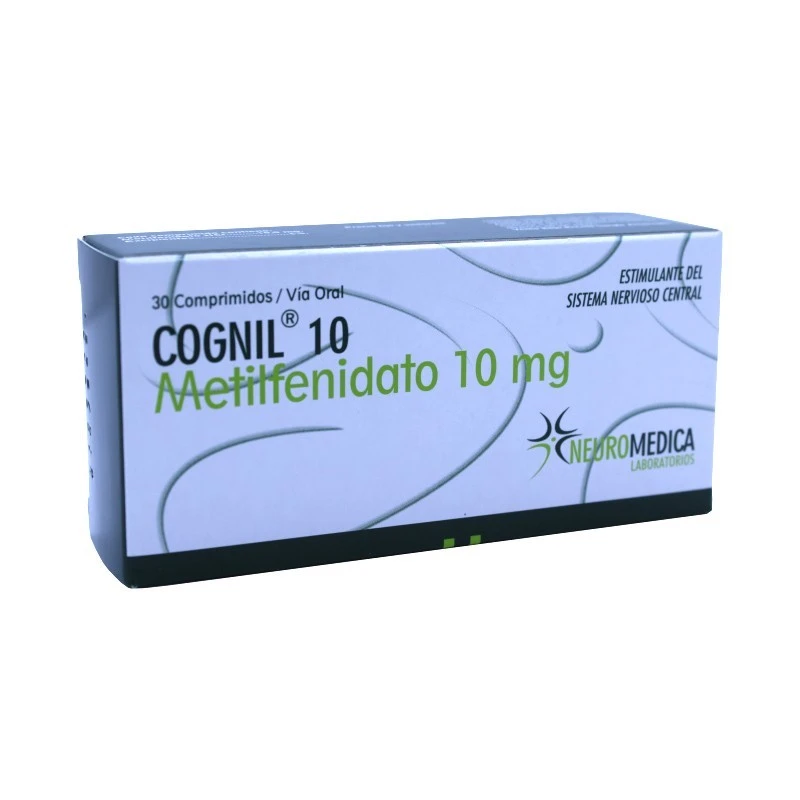 30 Comprimidos / Vía Oral
COGNIL® 10
Metilfenidato 10 mg
ESTIMULANTE DEL
SISTEMA NERVIOSO CENTRAL
NEUROMEDICA
LABORATORIOS